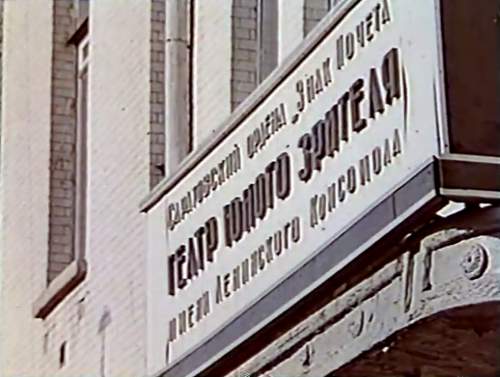 Саратовский ордена „Знак Почета
ТЕАТР ЮНОГО ЗРИТЕЛЯ
имени Ленинского Комсомола